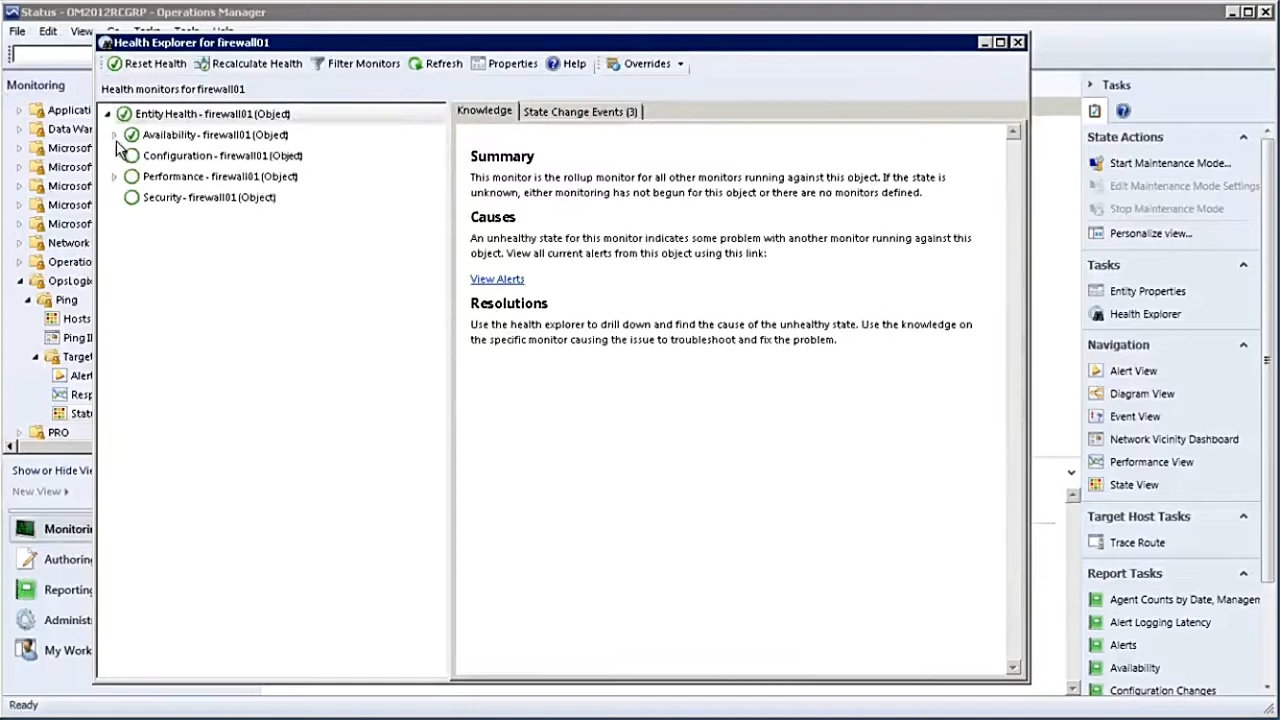 Status - OM2012RCGRP - Operations Manager
File Edit View Go Tasks Tools Help
Health Explorer for firewall01
Reset Health Recalculate Health Filter Monitors Refresh Properties Help Overrides
Health monitors for firewall01
Entity Health - firewall01 (Object)
Availability - firewall01 (Object)
Configuration - firewall01 (Object)
Performance - firewall01 (Object)
Security - firewall01 (Object)
Knowledge State Change Events (3)
Summary
This monitor is the rollup monitor for all other monitors running against this object. If the state is
unknown, either monitoring has not begun for this object or there are no monitors defined.
Causes
An unhealthy state for this monitor indicates some problem with another monitor running against this
object. View all current alerts from this object using this link:
View Alerts
Resolutions
Use the health explorer to drill down and find the cause of the unhealthy state. Use the knowledge on
the specific monitor causing the issue to troubleshoot and fix the problem.
Monitoring
Applicati
Data War
Microsof
Microsof
Microsof
Microsof
Microsof
Network
Operatio
OpsLogix
Ping
Hosts
Ping
Target
Alert
Resp
Statu
PRO
Show or Hide Vie
New View
Monitori
Authoring
Reporting
Administ
My Work
Ready
Tasks
State Actions
Start Maintenance Mode...
Edit Maintenance Mode Settings
Stop Maintenance Mode
Personalize view...
Tasks
Entity Properties
Health Explorer
Navigation
Alert View
Diagram View
Event View
Network Vicinity Dashboard
Performance View
State View
Target Host Tasks
Trace Route
Report Tasks
Agent Counts by Date, Managen
Alert Logging Latency
Alerts
Availability
Configuration Changes